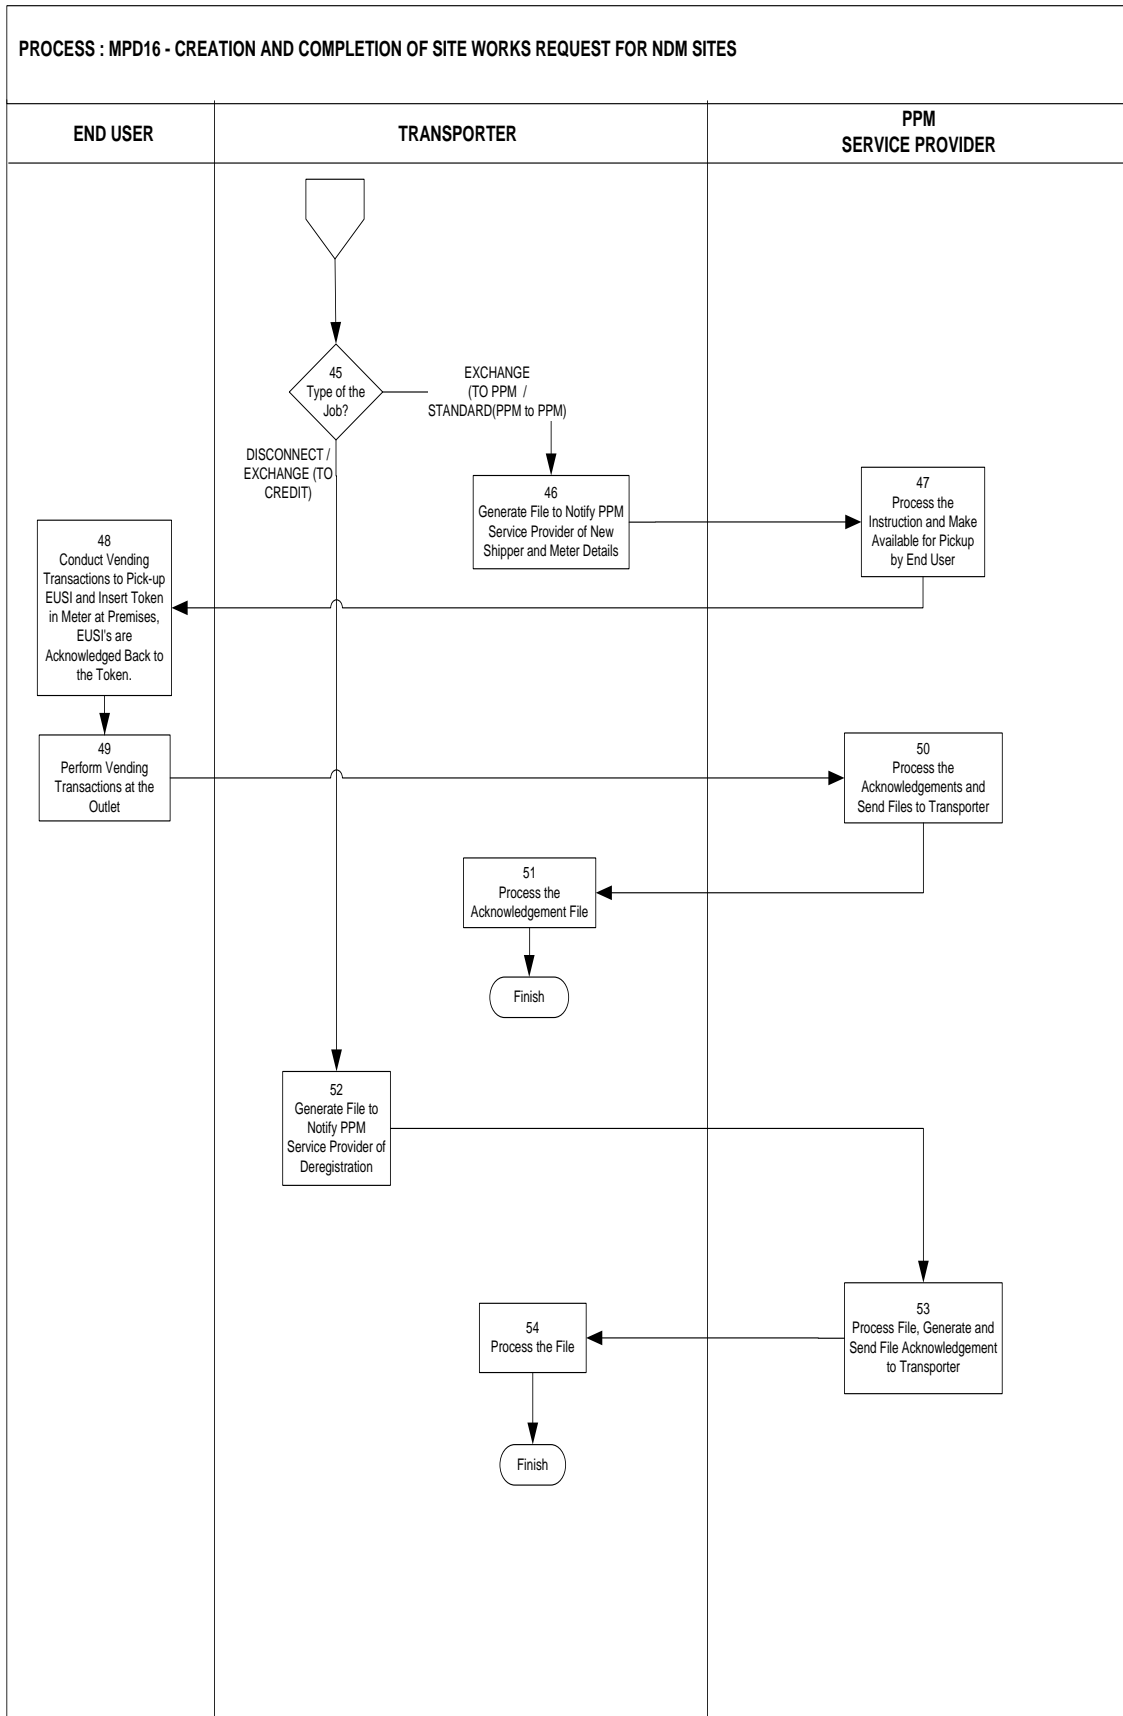 PROCESS : MPD16 - CREATION AND COMPLETION OF SITE WORKS REQUEST FOR NDM SITES
END USER
TRANSPORTER
PPM
SERVICE PROVIDER
45
Type of the
Job?
EXCHANGE
(TO PPM /
STANDARD(PPM to PPM)
DISCONNECT /
EXCHANGE (TO
CREDIT)
46
Generate File to Notify PPM
Service Provider of New
Shipper and Meter Details
47
Process the
Instruction and Make
Available for Pickup
by End User
48
Conduct Vending
Transactions to Pick-up
EUSI and Insert Token
in Meter at Premises,
EUSI's are
Acknowledged Back to
the Token.
49
Perform Vending
Transactions at the
Outlet
50
Process the
Acknowledgements and
Send Files to Transporter
51
Process the
Acknowledgement File
Finish
52
Generate File to
Notify PPM
Service Provider of
Deregistration
53
Process File, Generate and
Send File Acknowledgement
to Transporter
54
Process the File
Finish